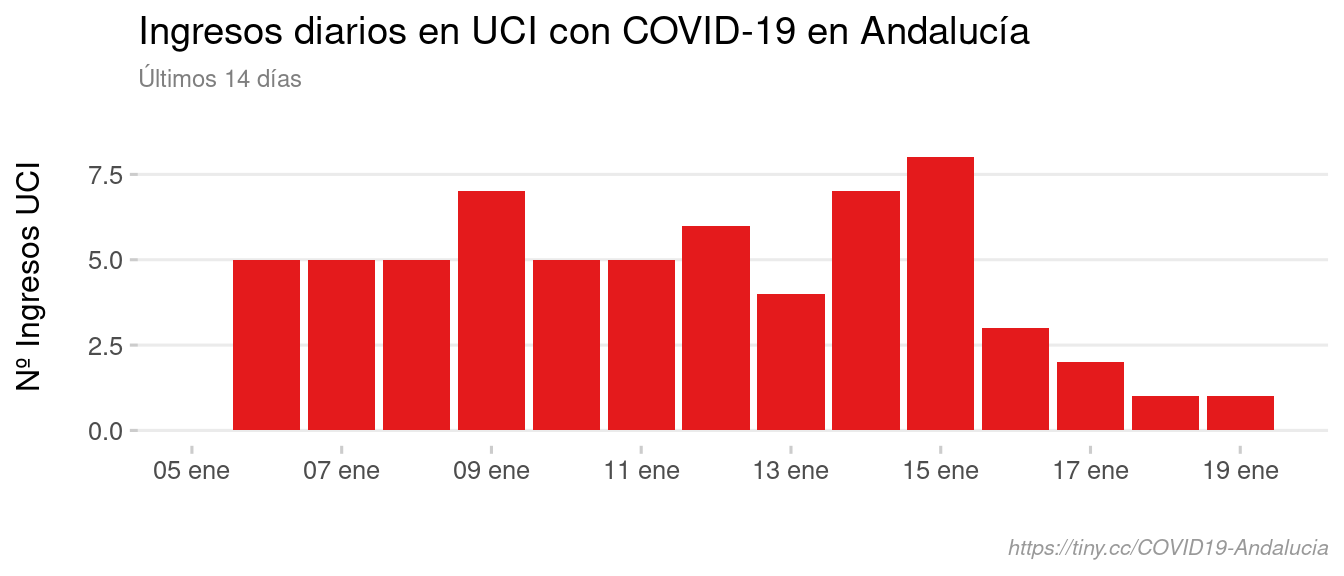 Ingresos diarios en UCI con COVID-19 en Andalucía
Últimos 14 días
Nº Ingresos UCI
7.5
5.0
2.5
0.0
05 ene 07 ene 09 ene 11 ene 13 ene 15 ene 17 ene 19 ene
https://tiny.cc/COVID19-Andalucia